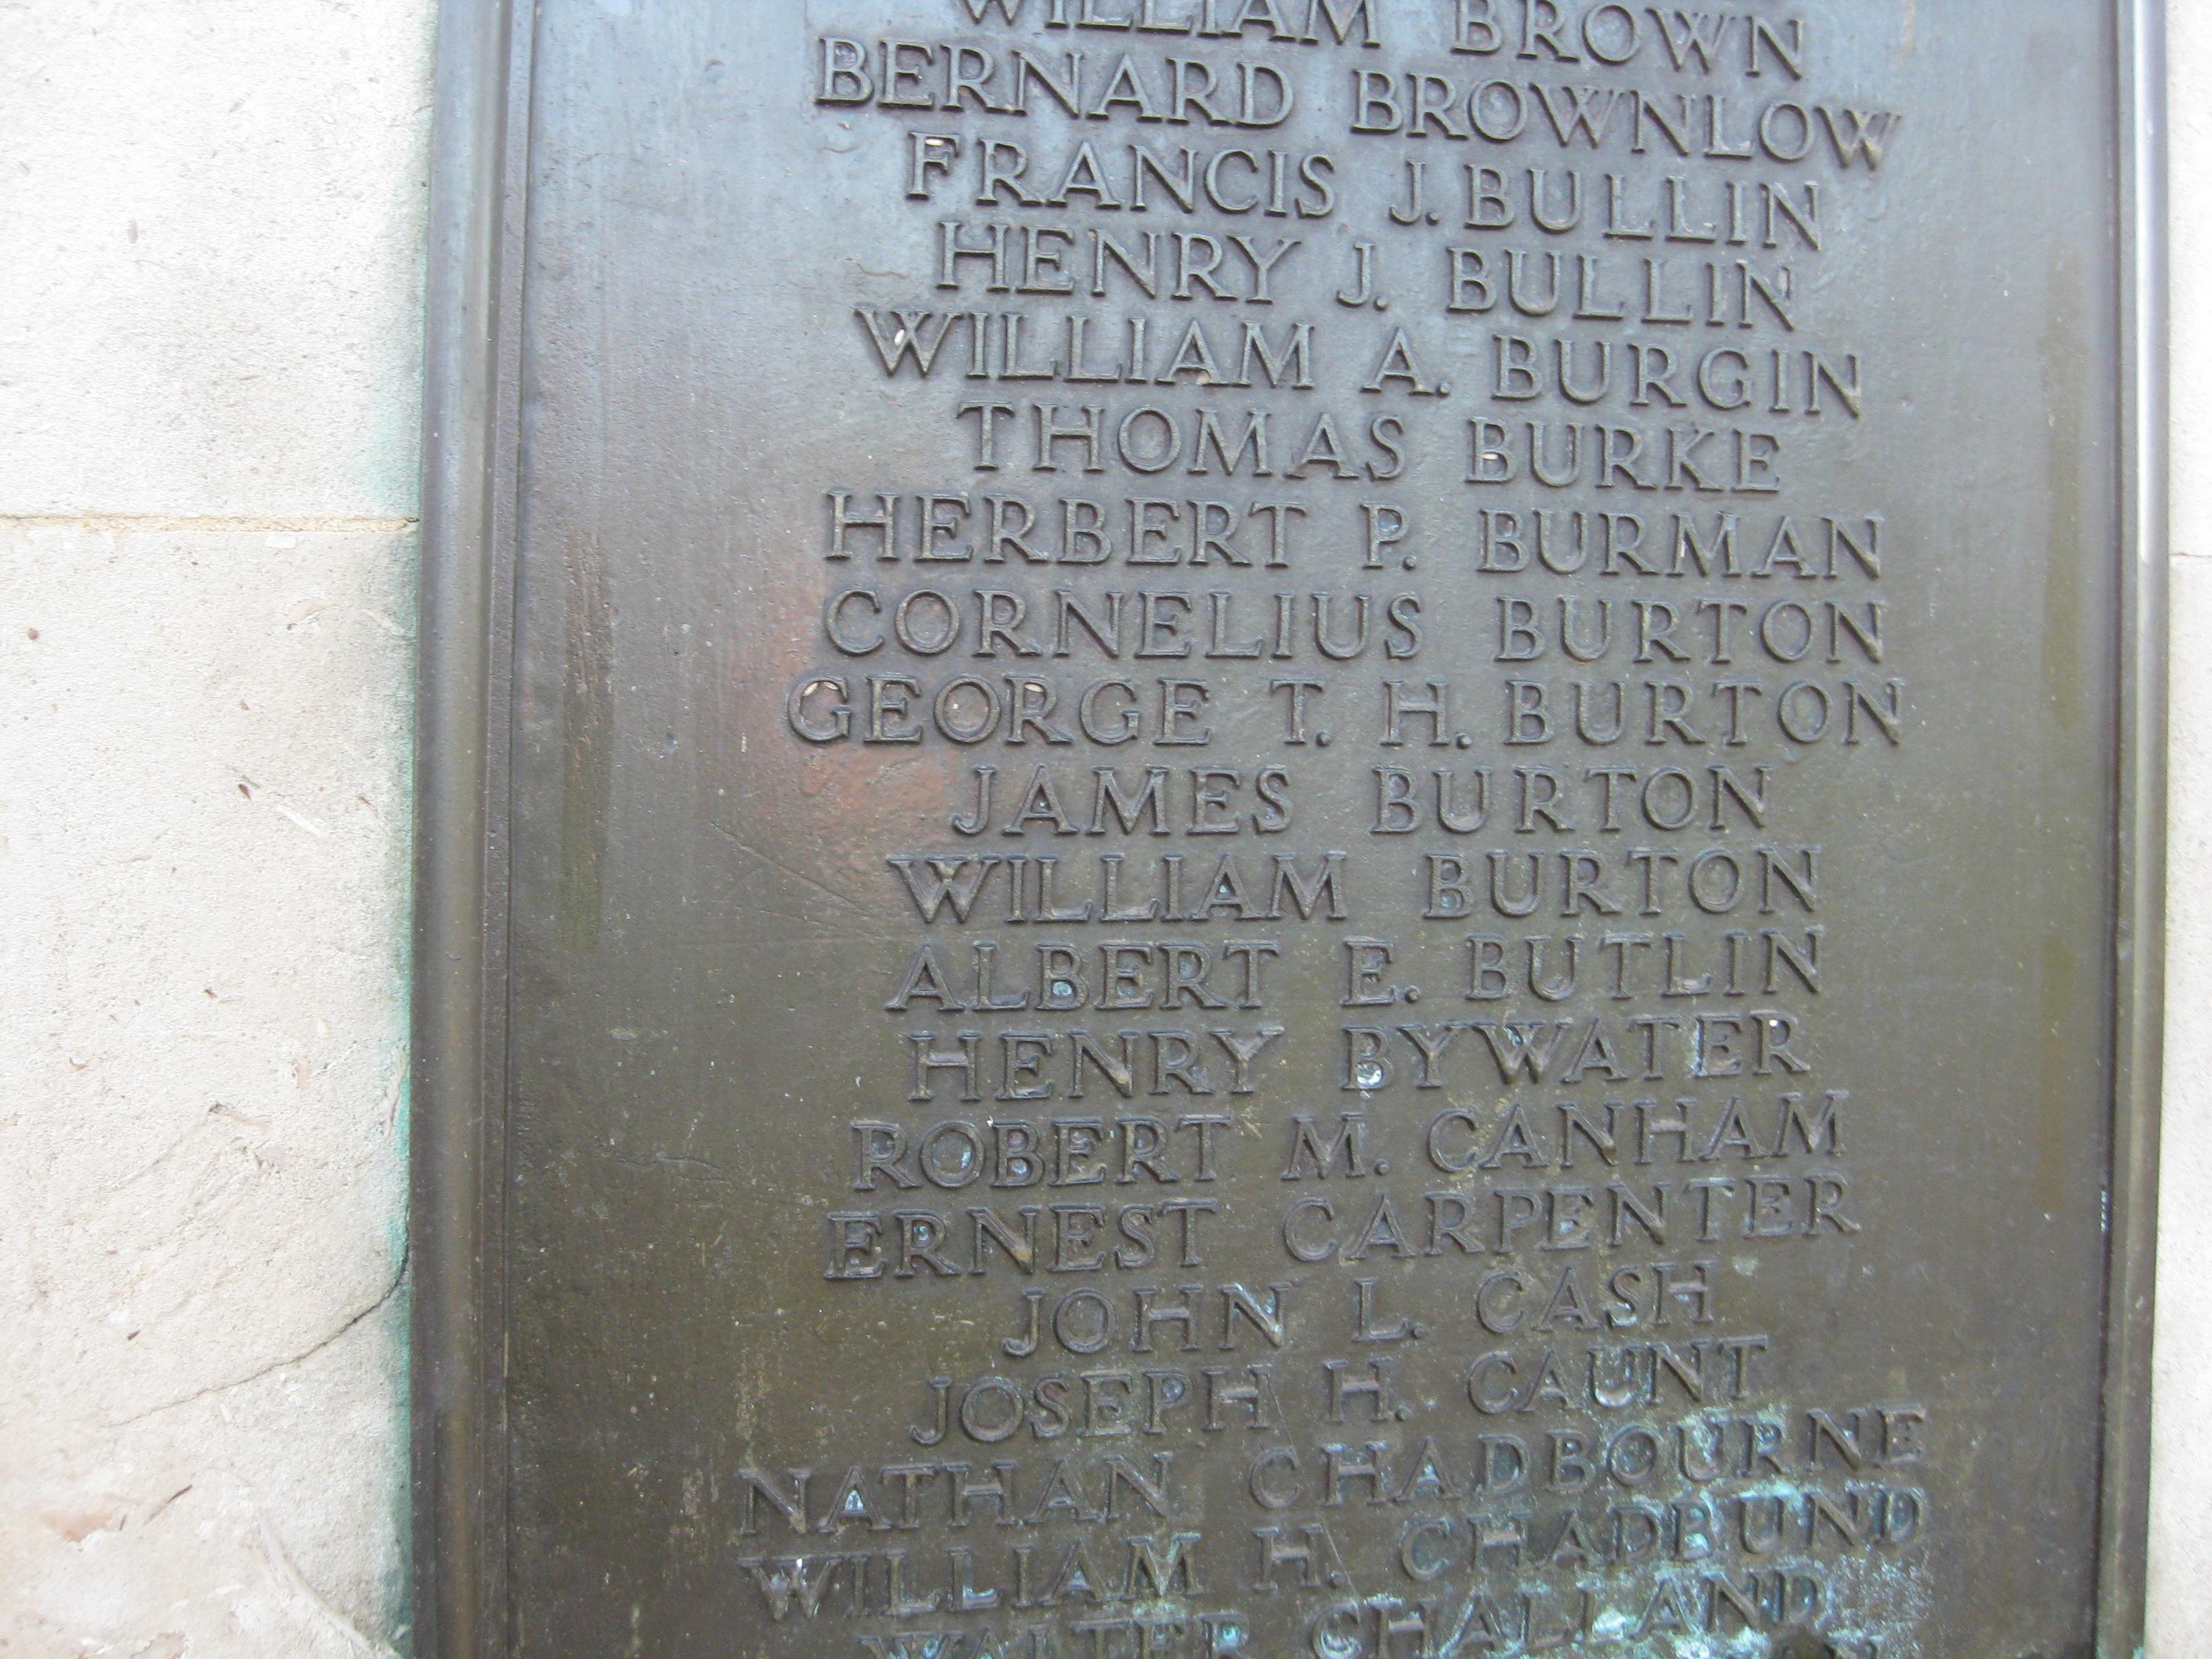 WILLIAM BROWN
BERNARD BROWNLOW
FRANCIS J. BULLIN
HENRY J. BULLIN
WILLIAM A. BURGIN
THOMAS BURKE
HERBERT P. BURMAN
CORNELIUS BURTON
GEORGE T. H. BURTON
JAMES BURTON
WILLIAM BURTON
ALBERT E. BUTLIN
HENRY BYWATER
ROBERT M. CANHAM
ERNEST CARPENTER
JOHN L. CASH
JOSEPH H. CAUNT
NATHAN CHADBOURNE
WILLIAM H. CHADBUND
WALTER CHALLAND